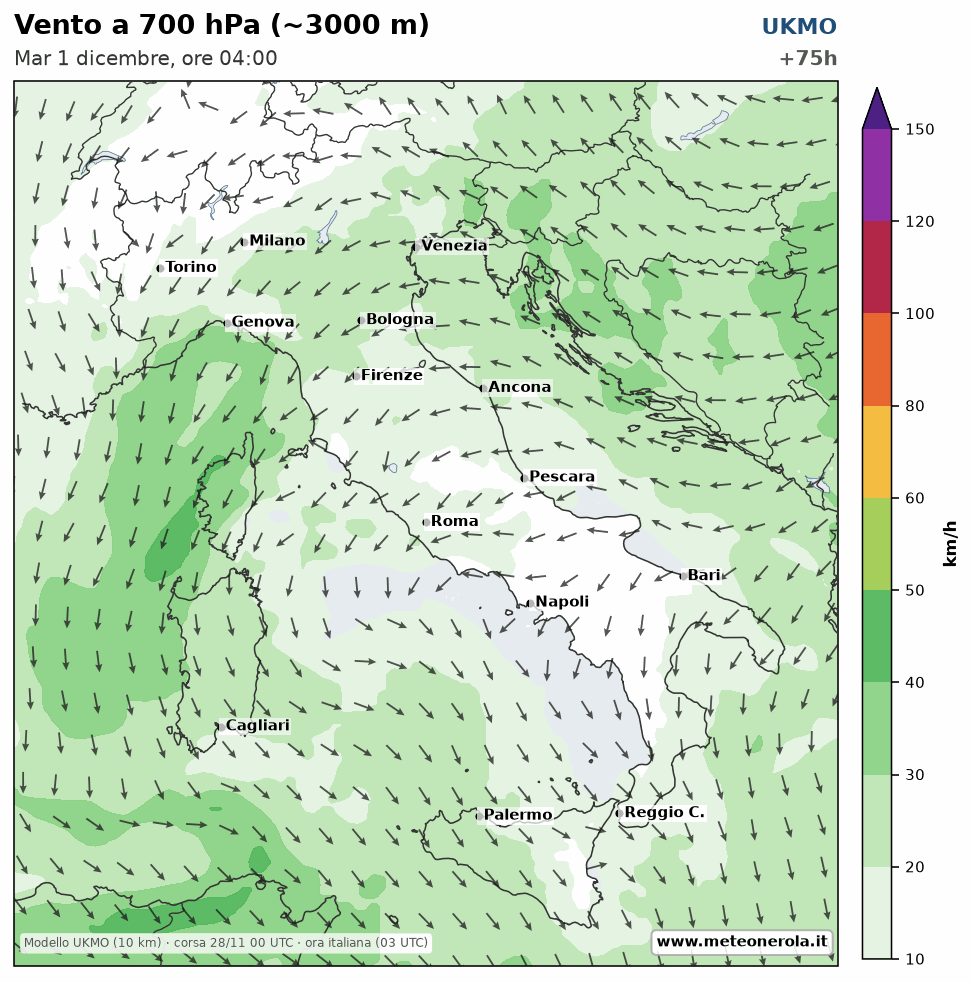 Vento a 700 hPa (~3000 m)
UKMO
Mar 1 dicembre, ore 04:00
+75h
Milano
Torino
Venezia
Genova
Bologna
Firenze
Ancona
Pescara
Roma
Bari
Napoli
Cagliari
Palermo
Reggio C.
150
120
100
80
60
50
40
30
20
10
km/h
Modello UKMO (10 km) · corsa 28/11 00 UTC · ora italiana (03 UTC)
www.meteonerola.it